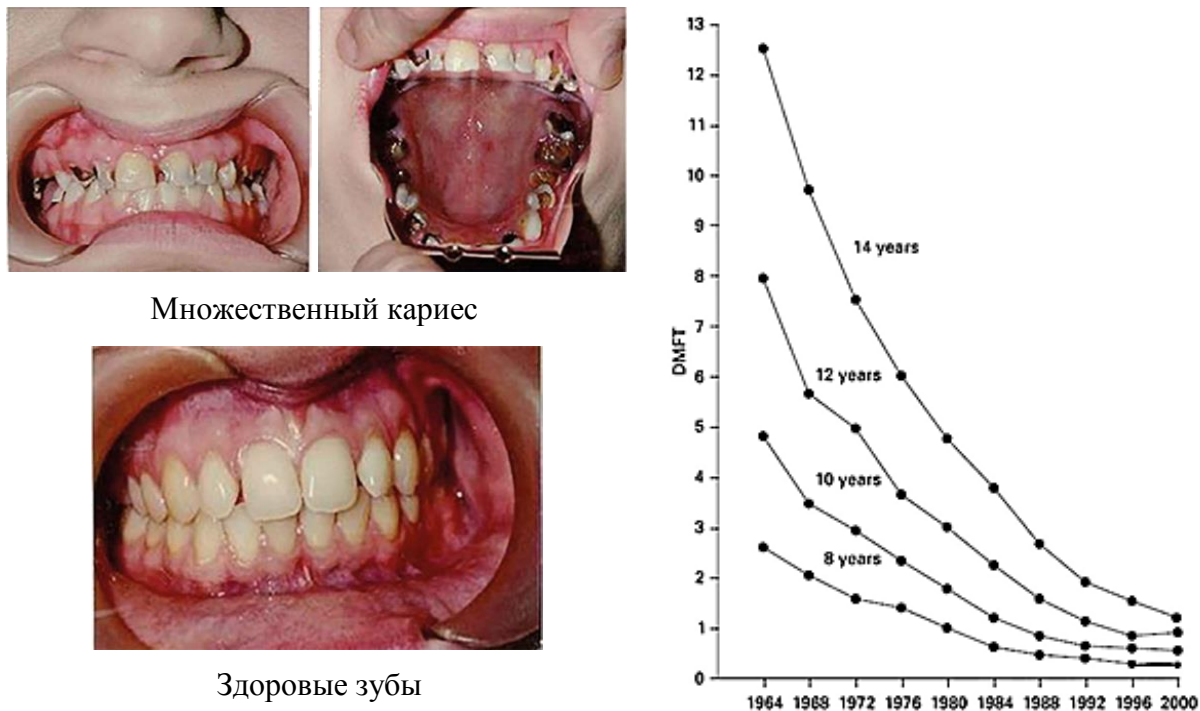 Множественный кариес
Здоровые зубы
13
12
11
10
9
8
7
6
5
4
3
2
1
0
DMFT
14 years
12 years
10 years
8 years
1964 1968 1972 1976 1980 1984 1988 1992 1996 2000